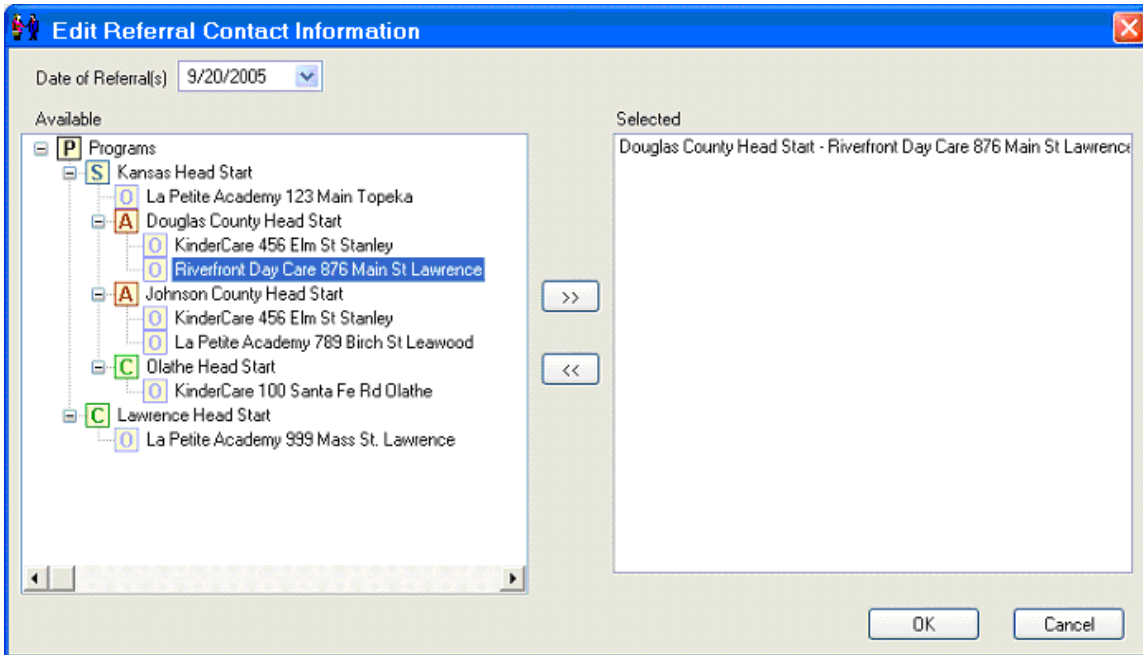 Edit Referral Contact Information
Date of Referral(s) 9/20/2005
Available
P Programs
S Kansas Head Start
O La Petite Academy 123 Main Topeka
A Douglas County Head Start
O KinderCare 456 Elm St Stanley
O Riverfront Day Care 876 Main St Lawrence
A Johnson County Head Start
O KinderCare 456 Elm St Stanley
O La Petite Academy 789 Birch St Leawood
C Olathe Head Start
O KinderCare 100 Santa Fe Rd Olathe
C Lawrence Head Start
O La Petite Academy 999 Mass St. Lawrence
>>
<<
Selected
Douglas County Head Start - Riverfront Day Care 876 Main St Lawrence
OK Cancel